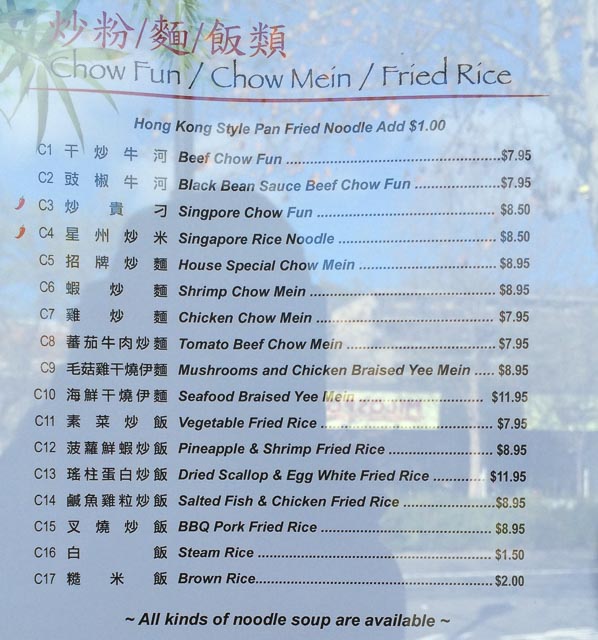 炒粉/麵/飯類
Chow Fun / Chow Mein / Fried Rice
Hong Kong Style Pan Fried Noodle Add $1.00
C1 干炒牛河 Beef Chow Fun $7.95
C2 豉椒牛河 Black Bean Sauce Beef Chow Fun $7.95
C3 炒貴刁 Singpore Chow Fun $8.50
C4 星州炒米 Singapore Rice Noodle $8.50
C5 招牌炒麵 House Special Chow Mein $8.95
C6 蝦炒麵 Shrimp Chow Mein $8.95
C7 雞炒麵 Chicken Chow Mein $7.95
C8 蕃茄牛肉炒麵 Tomato Beef Chow Mein $7.95
C9 毛菇雞干燒伊麵 Mushrooms and Chicken Braised Yee Mein $8.95
C10 海鮮干燒伊麵 Seafood Braised Yee Mein $11.95
C11 素菜炒飯 Vegetable Fried Rice $7.95
C12 菠蘿鮮蝦炒飯 Pineapple & Shrimp Fried Rice $8.95
C13 瑤柱蛋白炒飯 Dried Scallop & Egg White Fried Rice $11.95
C14 鹹魚雞粒炒飯 Salted Fish & Chicken Fried Rice $8.95
C15 叉燒炒飯 BBQ Pork Fried Rice $8.95
C16 白飯 Steam Rice $1.50
C17 糙米飯 Brown Rice $2.00
~ All kinds of noodle soup are available ~